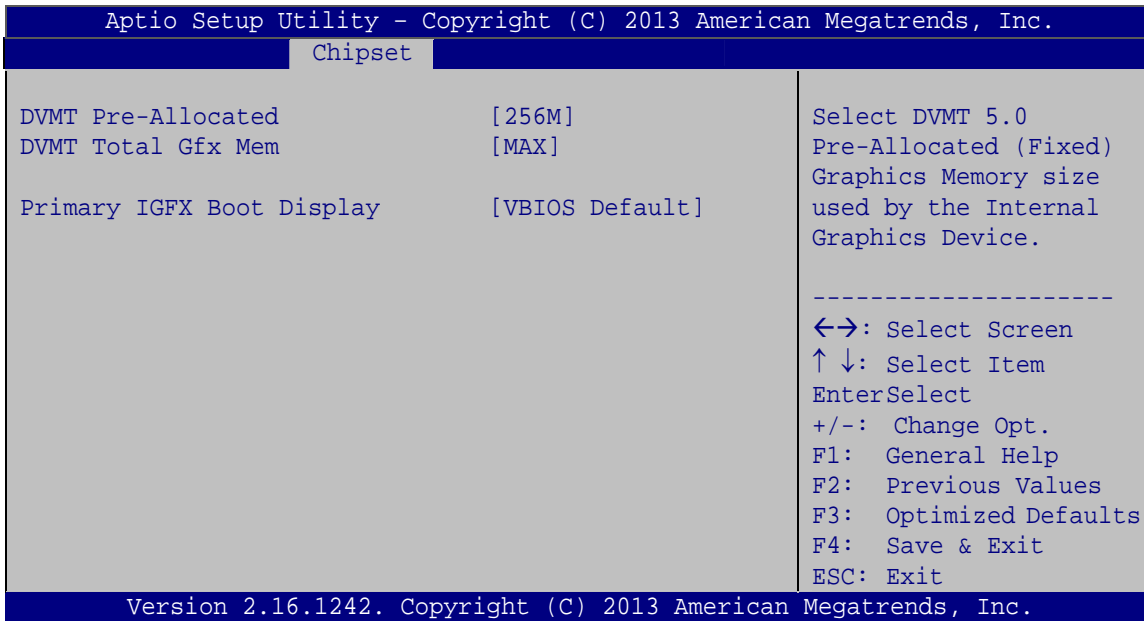 Aptio Setup Utility – Copyright (C) 2013 American Megatrends, Inc.
Chipset
DVMT Pre-Allocated [256M]
DVMT Total Gfx Mem [MAX]
Primary IGFX Boot Display [VBIOS Default]
Select DVMT 5.0
Pre-Allocated (Fixed)
Graphics Memory size
used by the Internal
Graphics Device.
---------------------
←→: Select Screen
↑ ↓: Select Item
EnterSelect
+/-: Change Opt.
F1: General Help
F2: Previous Values
F3: Optimized Defaults
F4: Save & Exit
ESC: Exit
Version 2.16.1242. Copyright (C) 2013 American Megatrends, Inc.